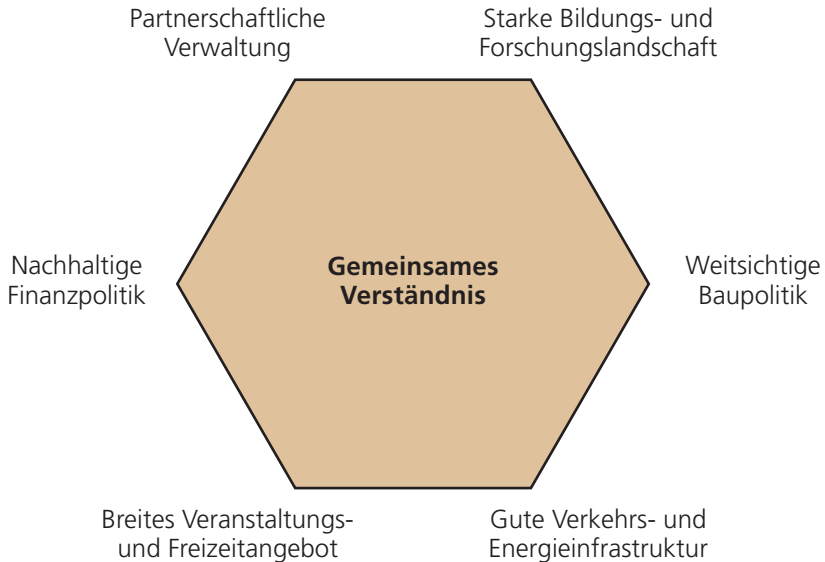 Partnerschaftliche
Verwaltung
Starke Bildungs- und
Forschungslandschaft
Nachhaltige
Finanzpolitik
Gemeinsames
Verständnis
Weitsichtige
Baupolitik
Breites Veranstaltungs-
und Freizeitangebot
Gute Verkehrs- und
Energieinfrastruktur